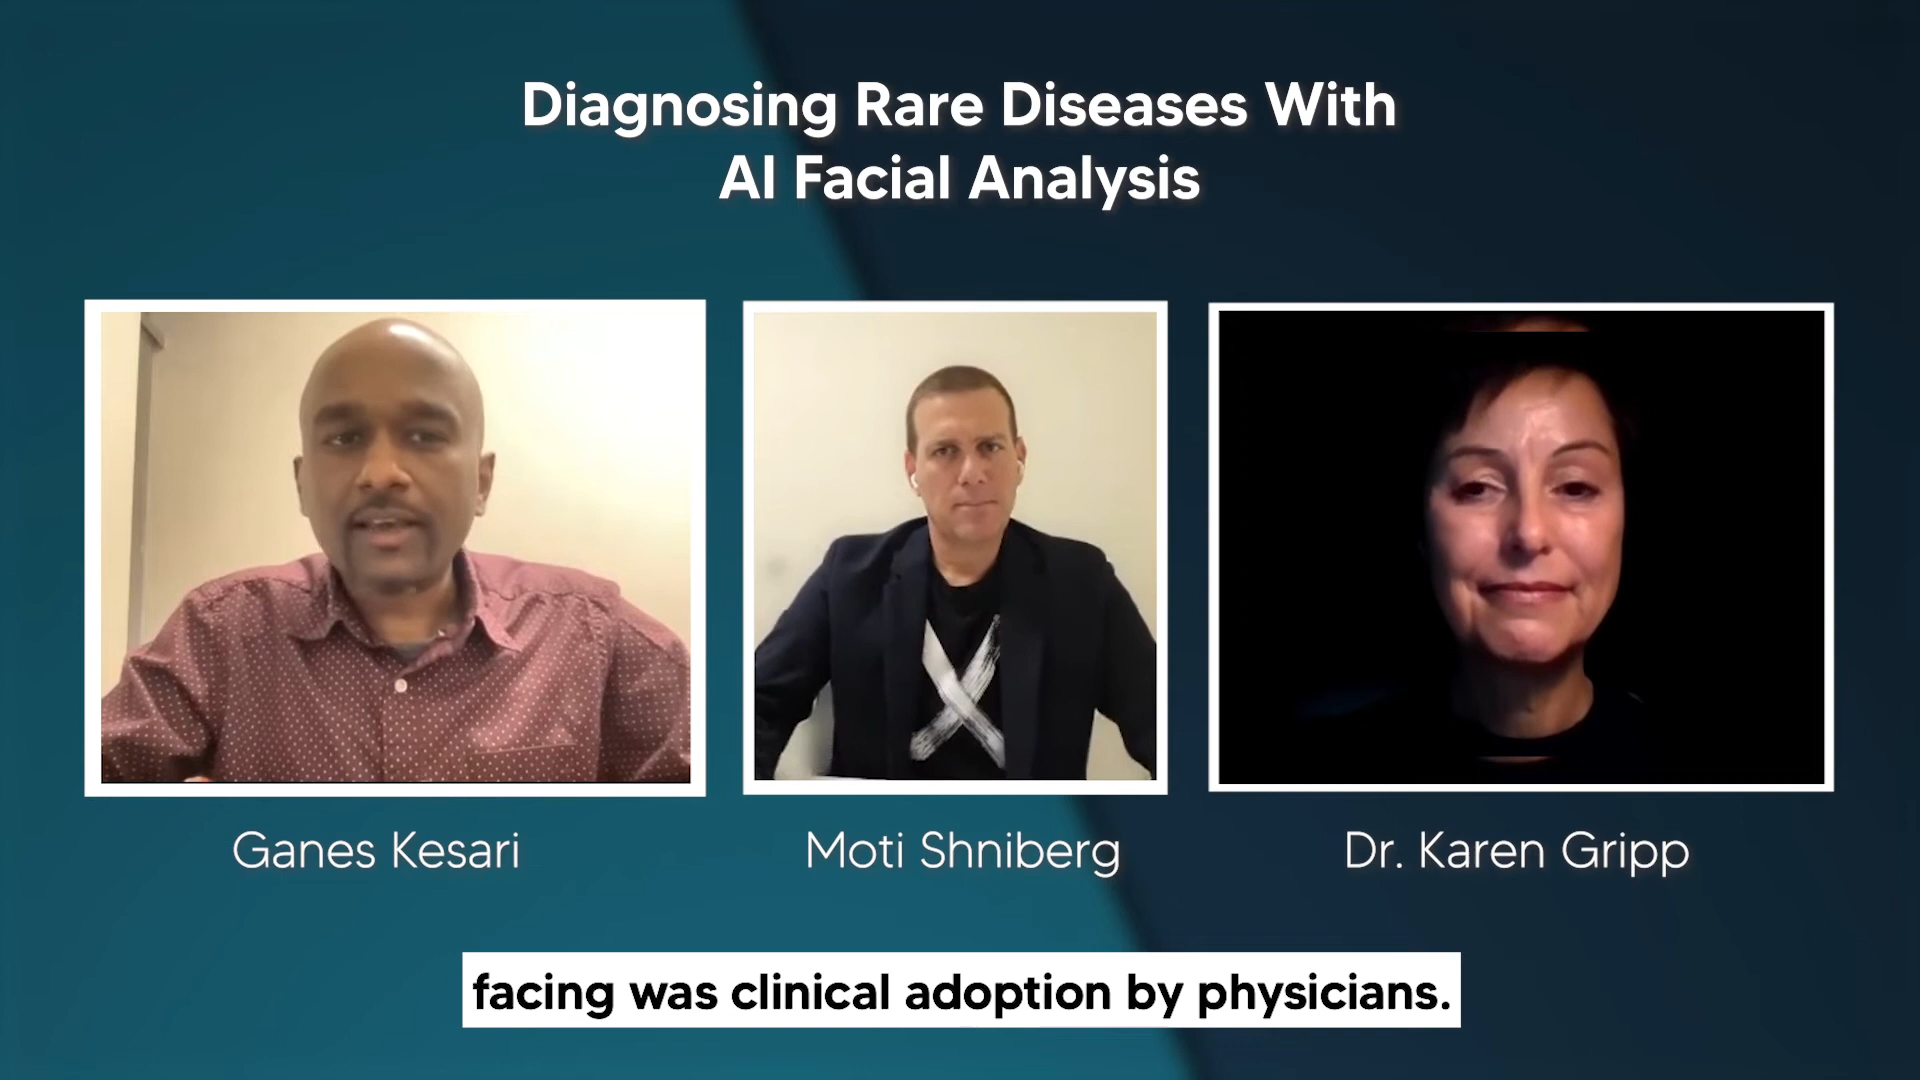 Diagnosing Rare Diseases With
AI Facial Analysis
Ganes Kesari
Moti Shniberg
Dr. Karen Gripp
facing was clinical adoption by physicians.